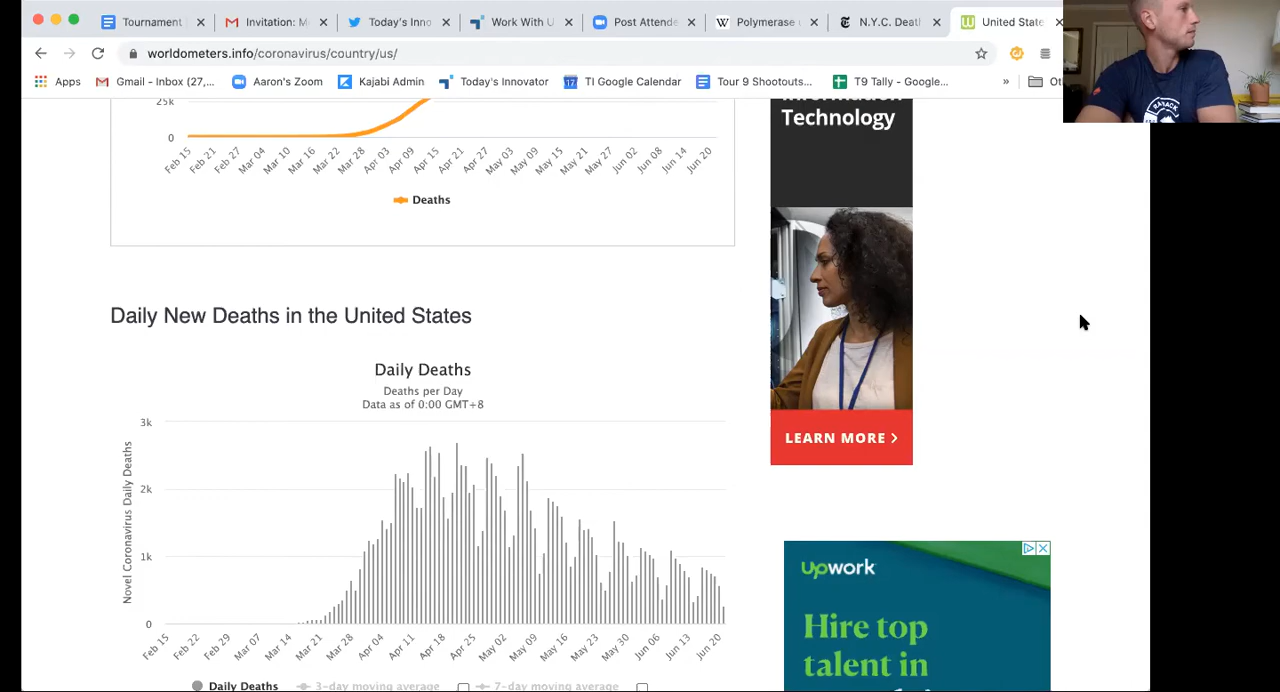 Tournament
Invitation: M
Today's Inno
Work With U
Post Attende
Polymerase
N.Y.C. Deat
United State
worldometers.info/coronavirus/country/us/
Apps
Gmail - Inbox (27,...
Aaron's Zoom
Kajabi Admin
Today's Innovator
TI Google Calendar
Tour 9 Shootouts...
T9 Tally - Google...
»
25k
0
Feb 15
Feb 21
Feb 27
Mar 04
Mar 10
Mar 16
Mar 22
Mar 28
Apr 03
Apr 09
Apr 15
Apr 21
Apr 27
May 03
May 09
May 15
May 21
May 27
Jun 02
Jun 08
Jun 14
Jun 20
Deaths
Information
Technology
LEARN MORE >
Daily New Deaths in the United States
Daily Deaths
Deaths per Day
Data as of 0:00 GMT+8
Novel Coronavirus Daily Deaths
3k
2k
1k
0
Feb 15
Feb 22
Feb 29
Mar 07
Mar 14
Mar 21
Mar 28
Apr 04
Apr 11
Apr 18
Apr 25
May 02
May 09
May 16
May 23
May 30
Jun 06
Jun 13
Jun 20
Daily Deaths
3-day moving average
7-day moving average
Upwork
Hire top
talent in
BARACK